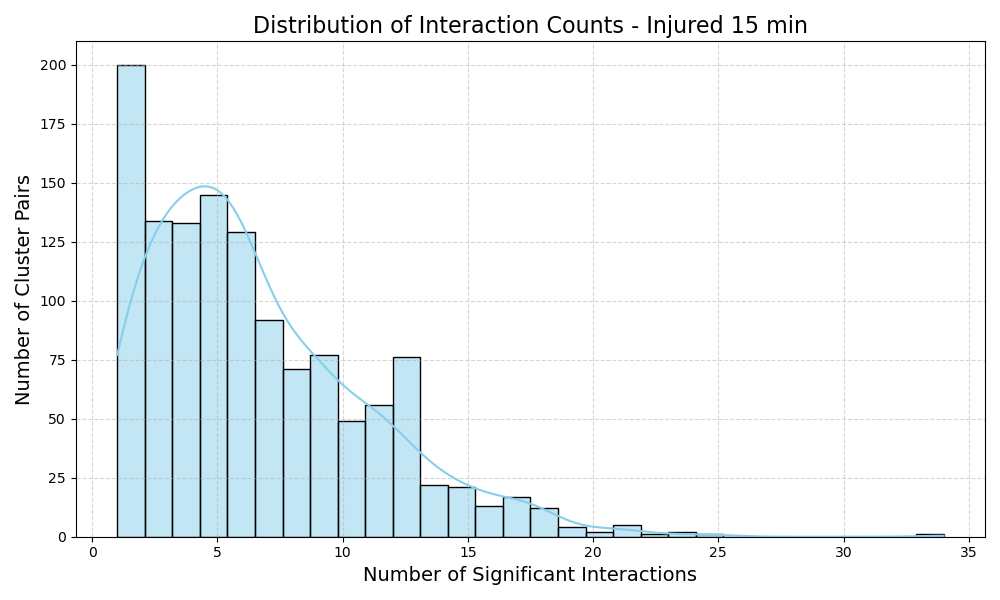 Distribution of Interaction Counts - Injured 15 min
Number of Cluster Pairs
200
175
150
125
100
75
50
25
0
0 5 10 15 20 25 30 35
Number of Significant Interactions